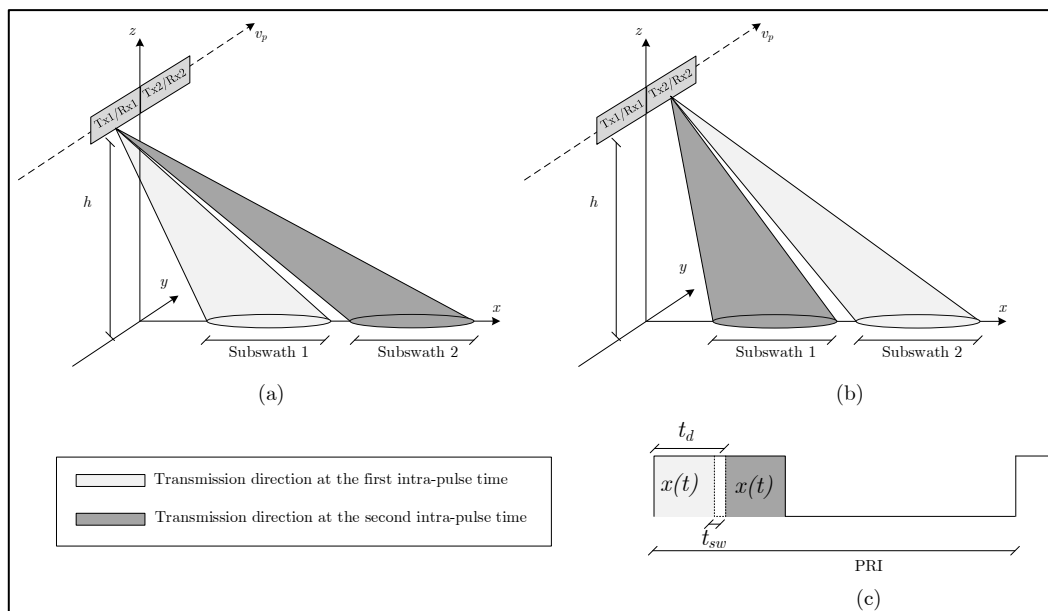 z
v_p
Tx1/Rx1
Tx2/Rx2
h
y
x
Subswath 1
Subswath 2
(a)
z
v_p
Tx1/Rx1
Tx2/Rx2
h
y
x
Subswath 1
Subswath 2
(b)
Transmission direction at the first intra-pulse time
Transmission direction at the second intra-pulse time
t_d
x(t)
x(t)
t_sw
PRI
(c)